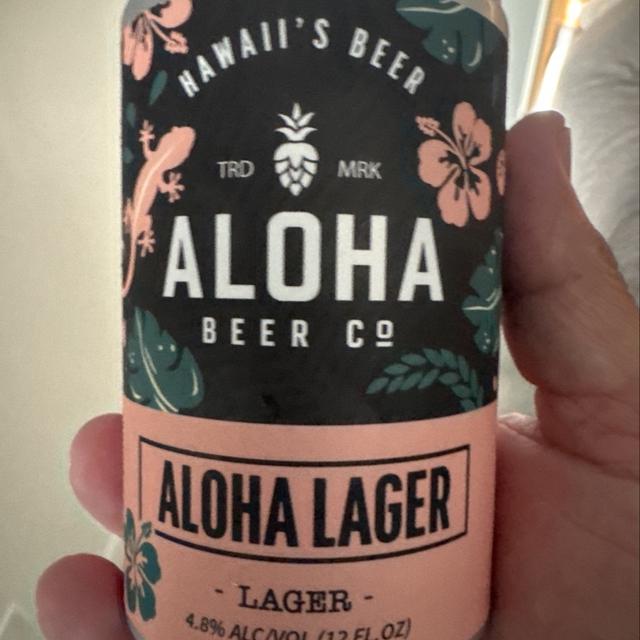 HAWAII'S BEER
TRD MRK
ALOHA
BEER Co
ALOHA LAGER
- LAGER -
4.8% ALC/VOL (12 FL.OZ)